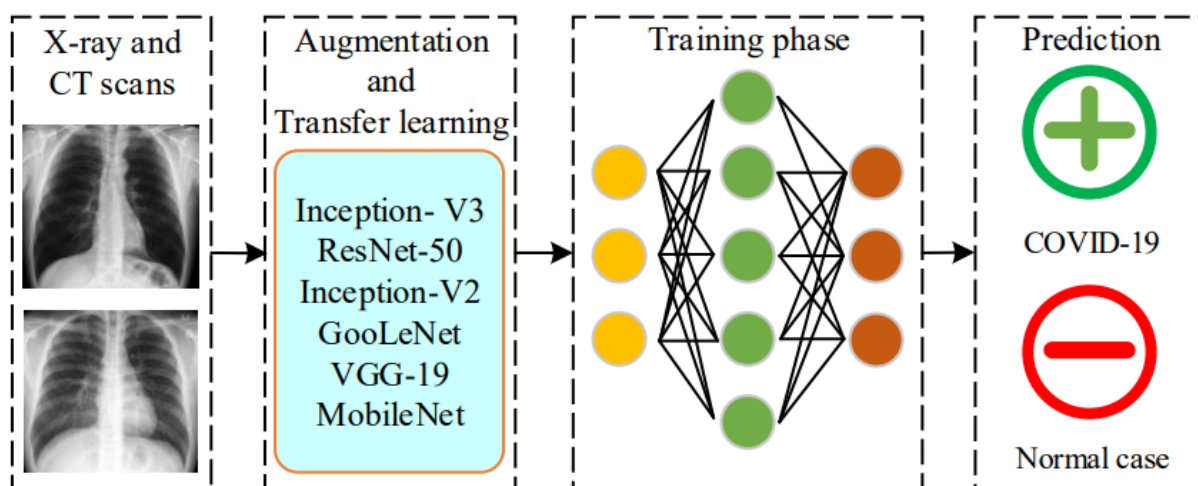 X-ray and
CT scans
Augmentation
and
Transfer learning
Inception- V3
ResNet-50
Inception-V2
GooLeNet
VGG-19
MobileNet
Training phase
Prediction
COVID-19
Normal case